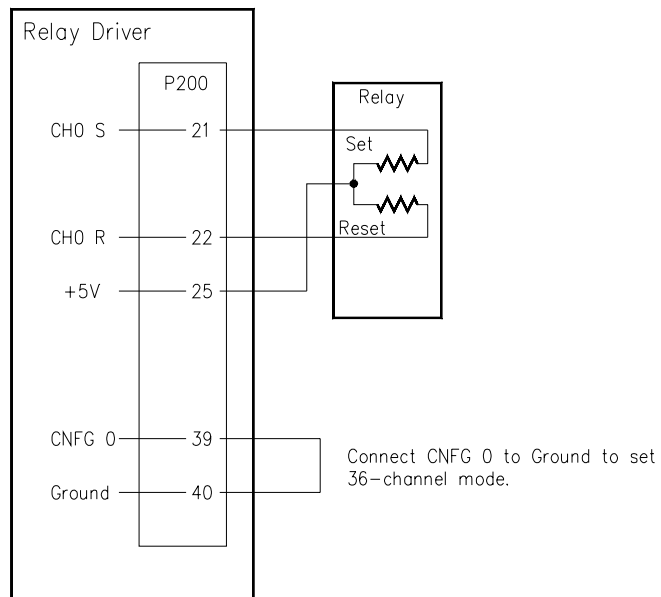 Relay Driver
P200
Relay
CH0 S
21
Set
CH0 R
22
Reset
+5V
25
CNFG 0
39
Connect CNFG 0 to Ground to set
36-channel mode.
Ground
40